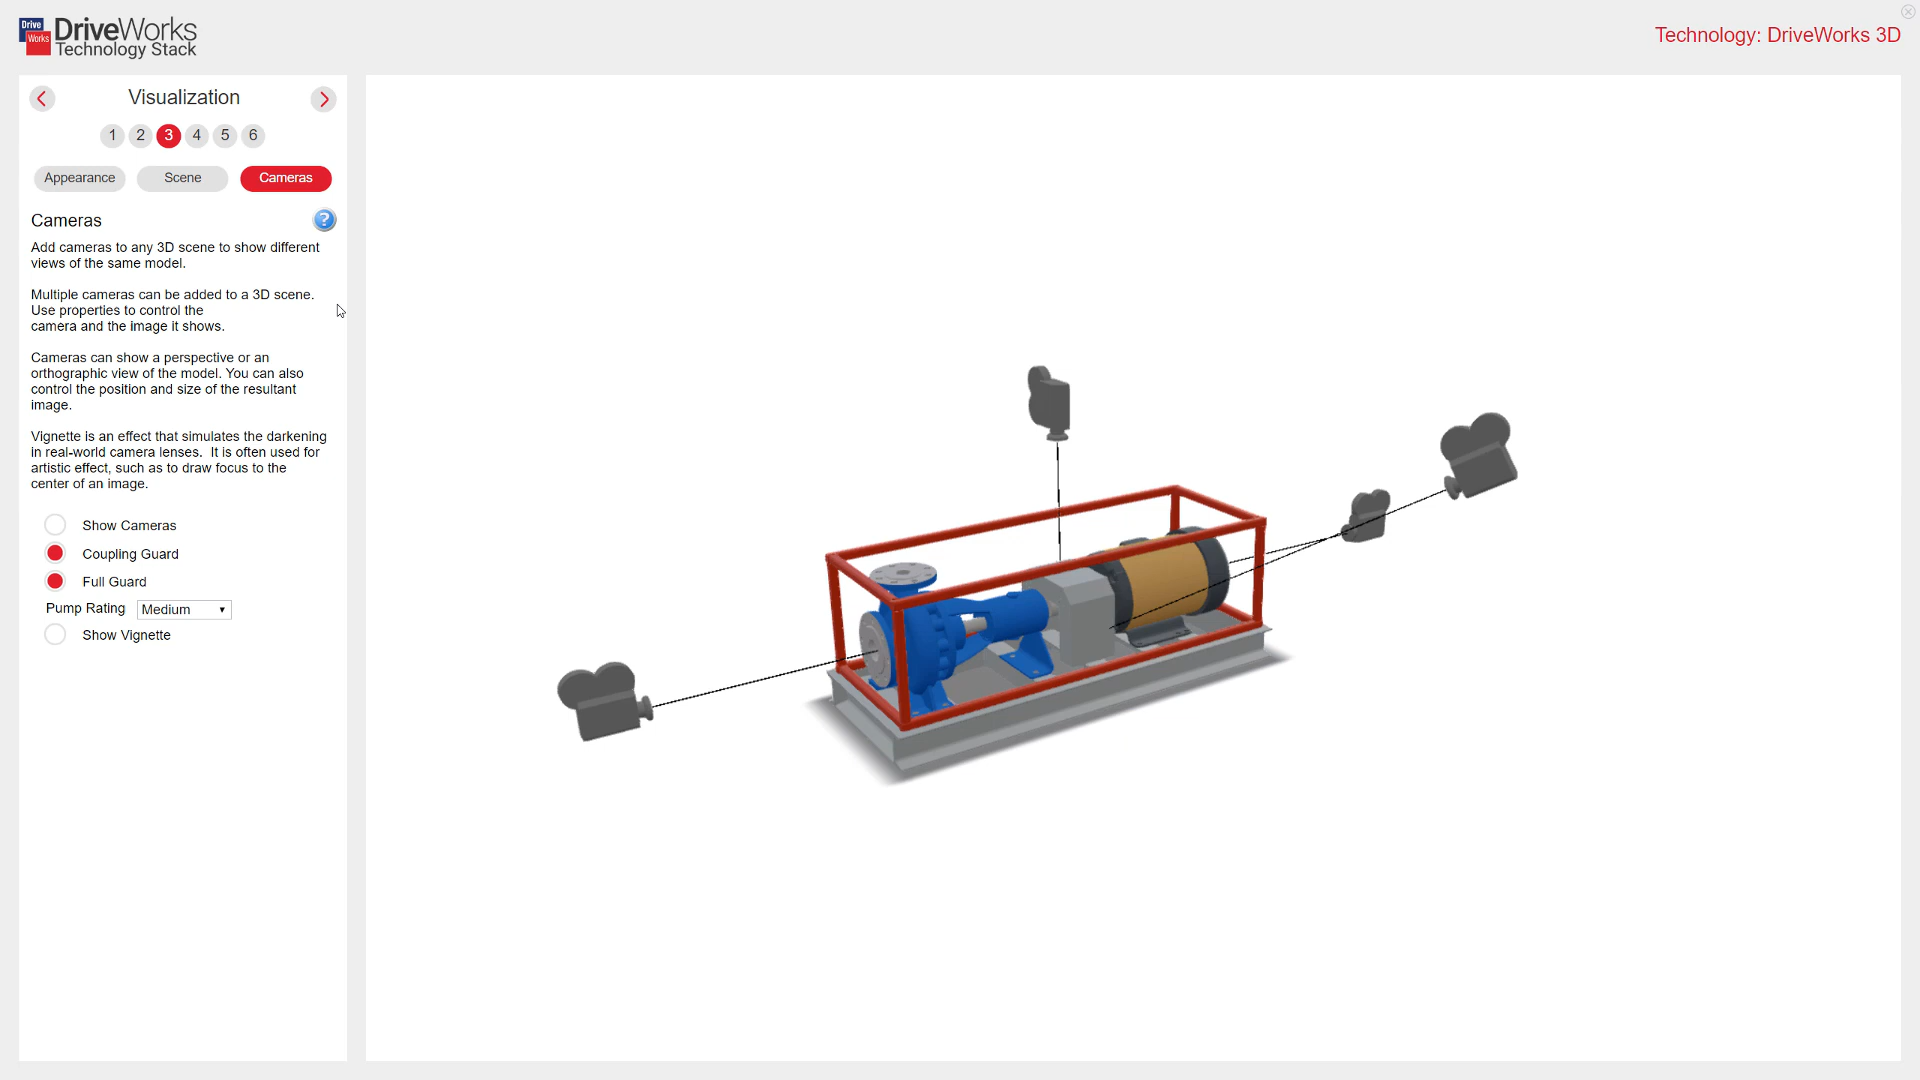 Drive
Works
DriveWorks
Technology Stack
Technology: DriveWorks 3D
Visualization
1 2 3 4 5 6
Appearance Scene Cameras
Cameras
?
Add cameras to any 3D scene to show different
views of the same model.
Multiple cameras can be added to a 3D scene.
Use properties to control the
camera and the image it shows.
Cameras can show a perspective or an
orthographic view of the model. You can also
control the position and size of the resultant
image.
Vignette is an effect that simulates the darkening
in real-world camera lenses.  It is often used for
artistic effect, such as to draw focus to the
center of an image.
Show Cameras
Coupling Guard
Full Guard
Pump Rating Medium
Show Vignette